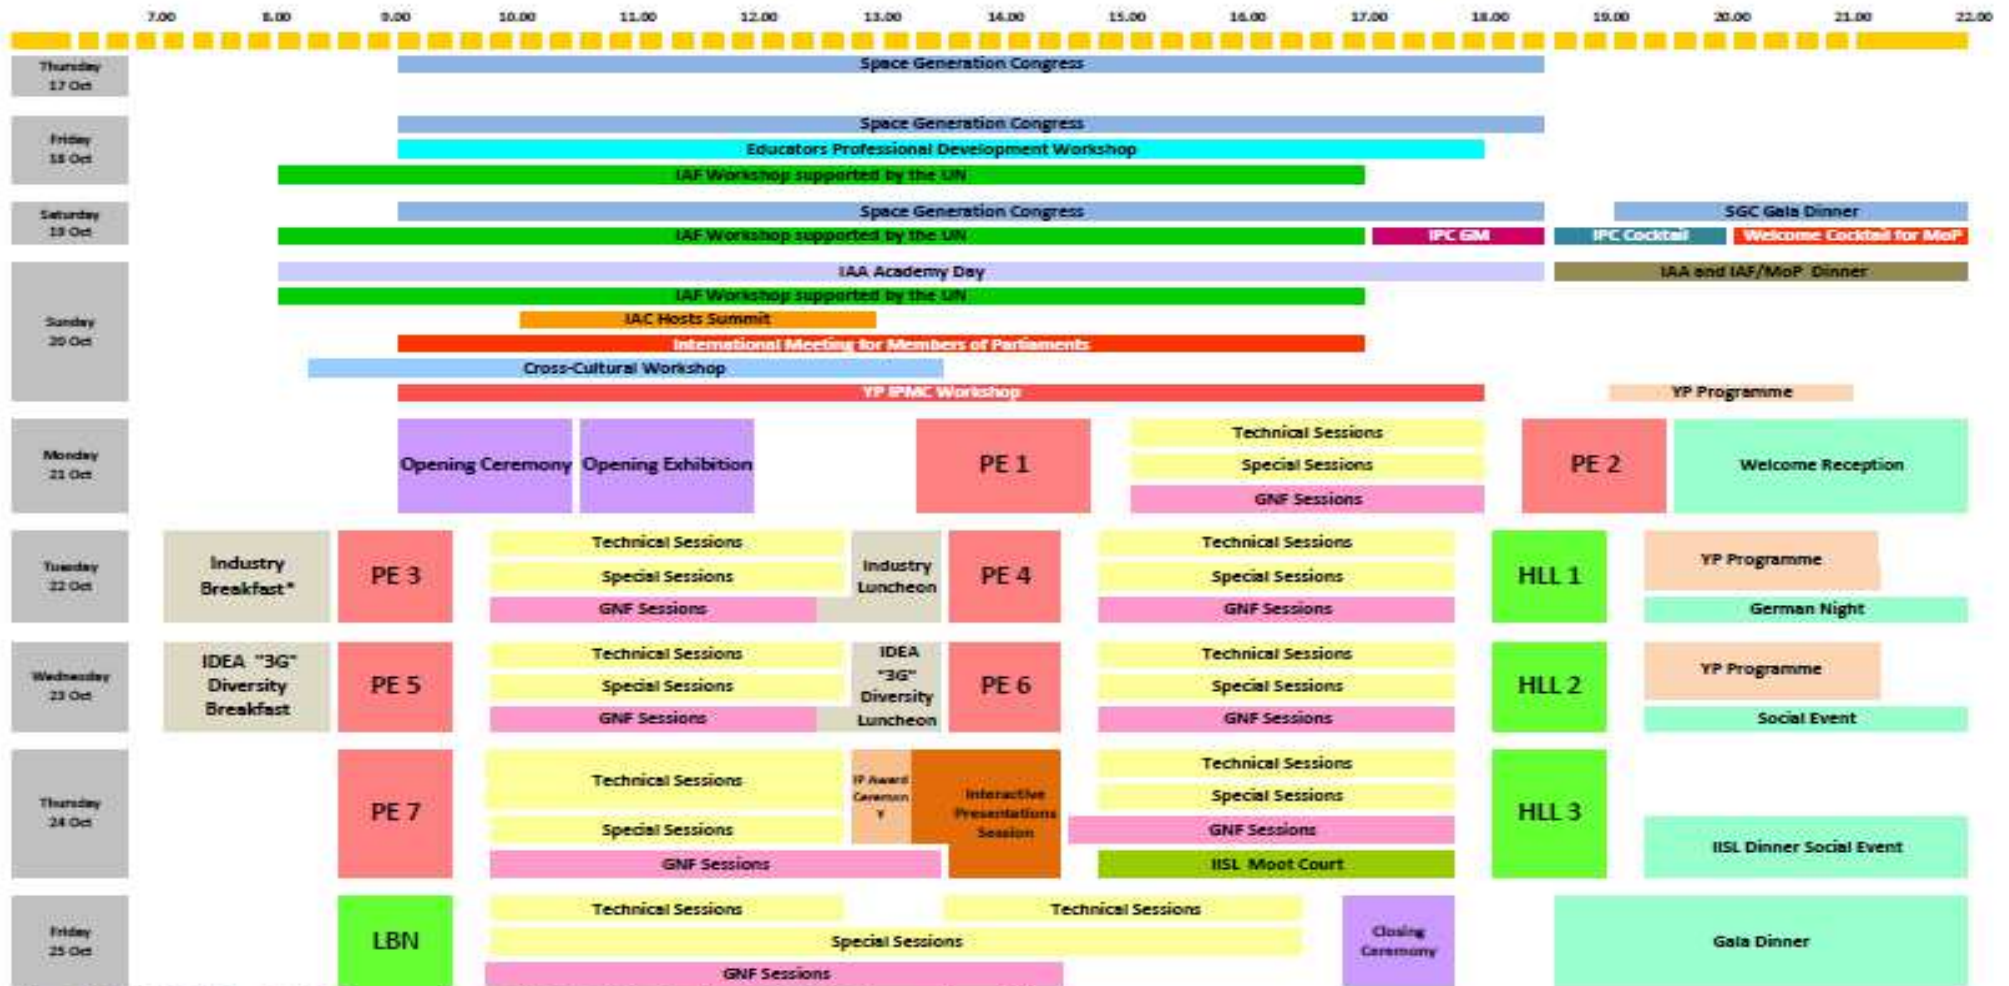 7.00 8.00 9.00 10.00 11.00 12.00 13.00 14.00 15.00 16.00 17.00 18.00 19.00 20.00 21.00 22.00
Thursday
17 Oct
Space Generation Congress
Friday
18 Oct
Space Generation Congress
Educators Professional Development Workshop
IAF Workshop supported by the UN
Saturday
19 Oct
Space Generation Congress
SGC Gala Dinner
IAF Workshop supported by the UN
IPC GM
IPC Cocktail
Welcome Cocktail for MoP
Sunday
20 Oct
IAA Academy Day
IAA and IAF/MoP Dinner
IAF Workshop supported by the UN
IAC Hosts Summit
International Meeting for Members of Parliaments
Cross-Cultural Workshop
YP IPMC Workshop
YP Programme
Monday
21 Oct
Opening Ceremony
Opening Exhibition
PE 1
Technical Sessions
Special Sessions
GNF Sessions
PE 2
Welcome Reception
Tuesday
22 Oct
Industry
Breakfast*
PE 3
Technical Sessions
Special Sessions
GNF Sessions
Industry
Luncheon
PE 4
Technical Sessions
Special Sessions
GNF Sessions
HLL 1
YP Programme
German Night
Wednesday
23 Oct
IDEA "3G"
Diversity
Breakfast
PE 5
Technical Sessions
Special Sessions
GNF Sessions
IDEA
"3G"
Diversity
Luncheon
PE 6
Technical Sessions
Special Sessions
GNF Sessions
HLL 2
YP Programme
Social Event
Thursday
24 Oct
PE 7
Technical Sessions
Special Sessions
GNF Sessions
IP Award
Ceremon
y
Interactive
Presentations
Session
Technical Sessions
Special Sessions
GNF Sessions
IISL Moot Court
HLL 3
IISL Dinner Social Event
Friday
25 Oct
LBN
Technical Sessions
Technical Sessions
Special Sessions
GNF Sessions
Closing
Ceremony
Gala Dinner